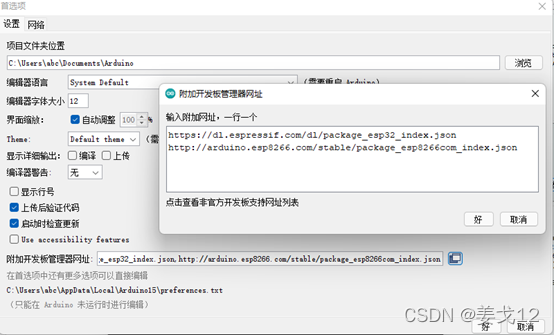 首选项
设置 网络
项目文件夹位置
C:\Users\abc\Documents\Arduino 浏览
编辑器语言 System Default (需要重启 Arduino)
编辑器字体大小 12
界面缩放: 自动调整 100 %
Theme: Default theme (需
显示详细输出: 编译 上传
编译器警告: 无
显示行号
上传后验证代码
启动时检查更新
Use accessibility features
附加开发板管理器网址
输入附加网址,一行一个
https://dl.espressif.com/dl/package_esp32_index.json
http://arduino.esp8266.com/stable/package_esp8266com_index.json
点击查看非官方开发板支持网址列表
好 取消
附加开发板管理器网址: e_esp32_index.json,http://arduino.esp8266.com/stable/package_esp8266com_index.json
在首选项中还有更多选项可以直接编辑
C:\Users\abc\AppData\Local\Arduino15\preferences.txt
(只能在 Arduino 未运行时进行编辑)
好 取消
CSDN @姜戈12